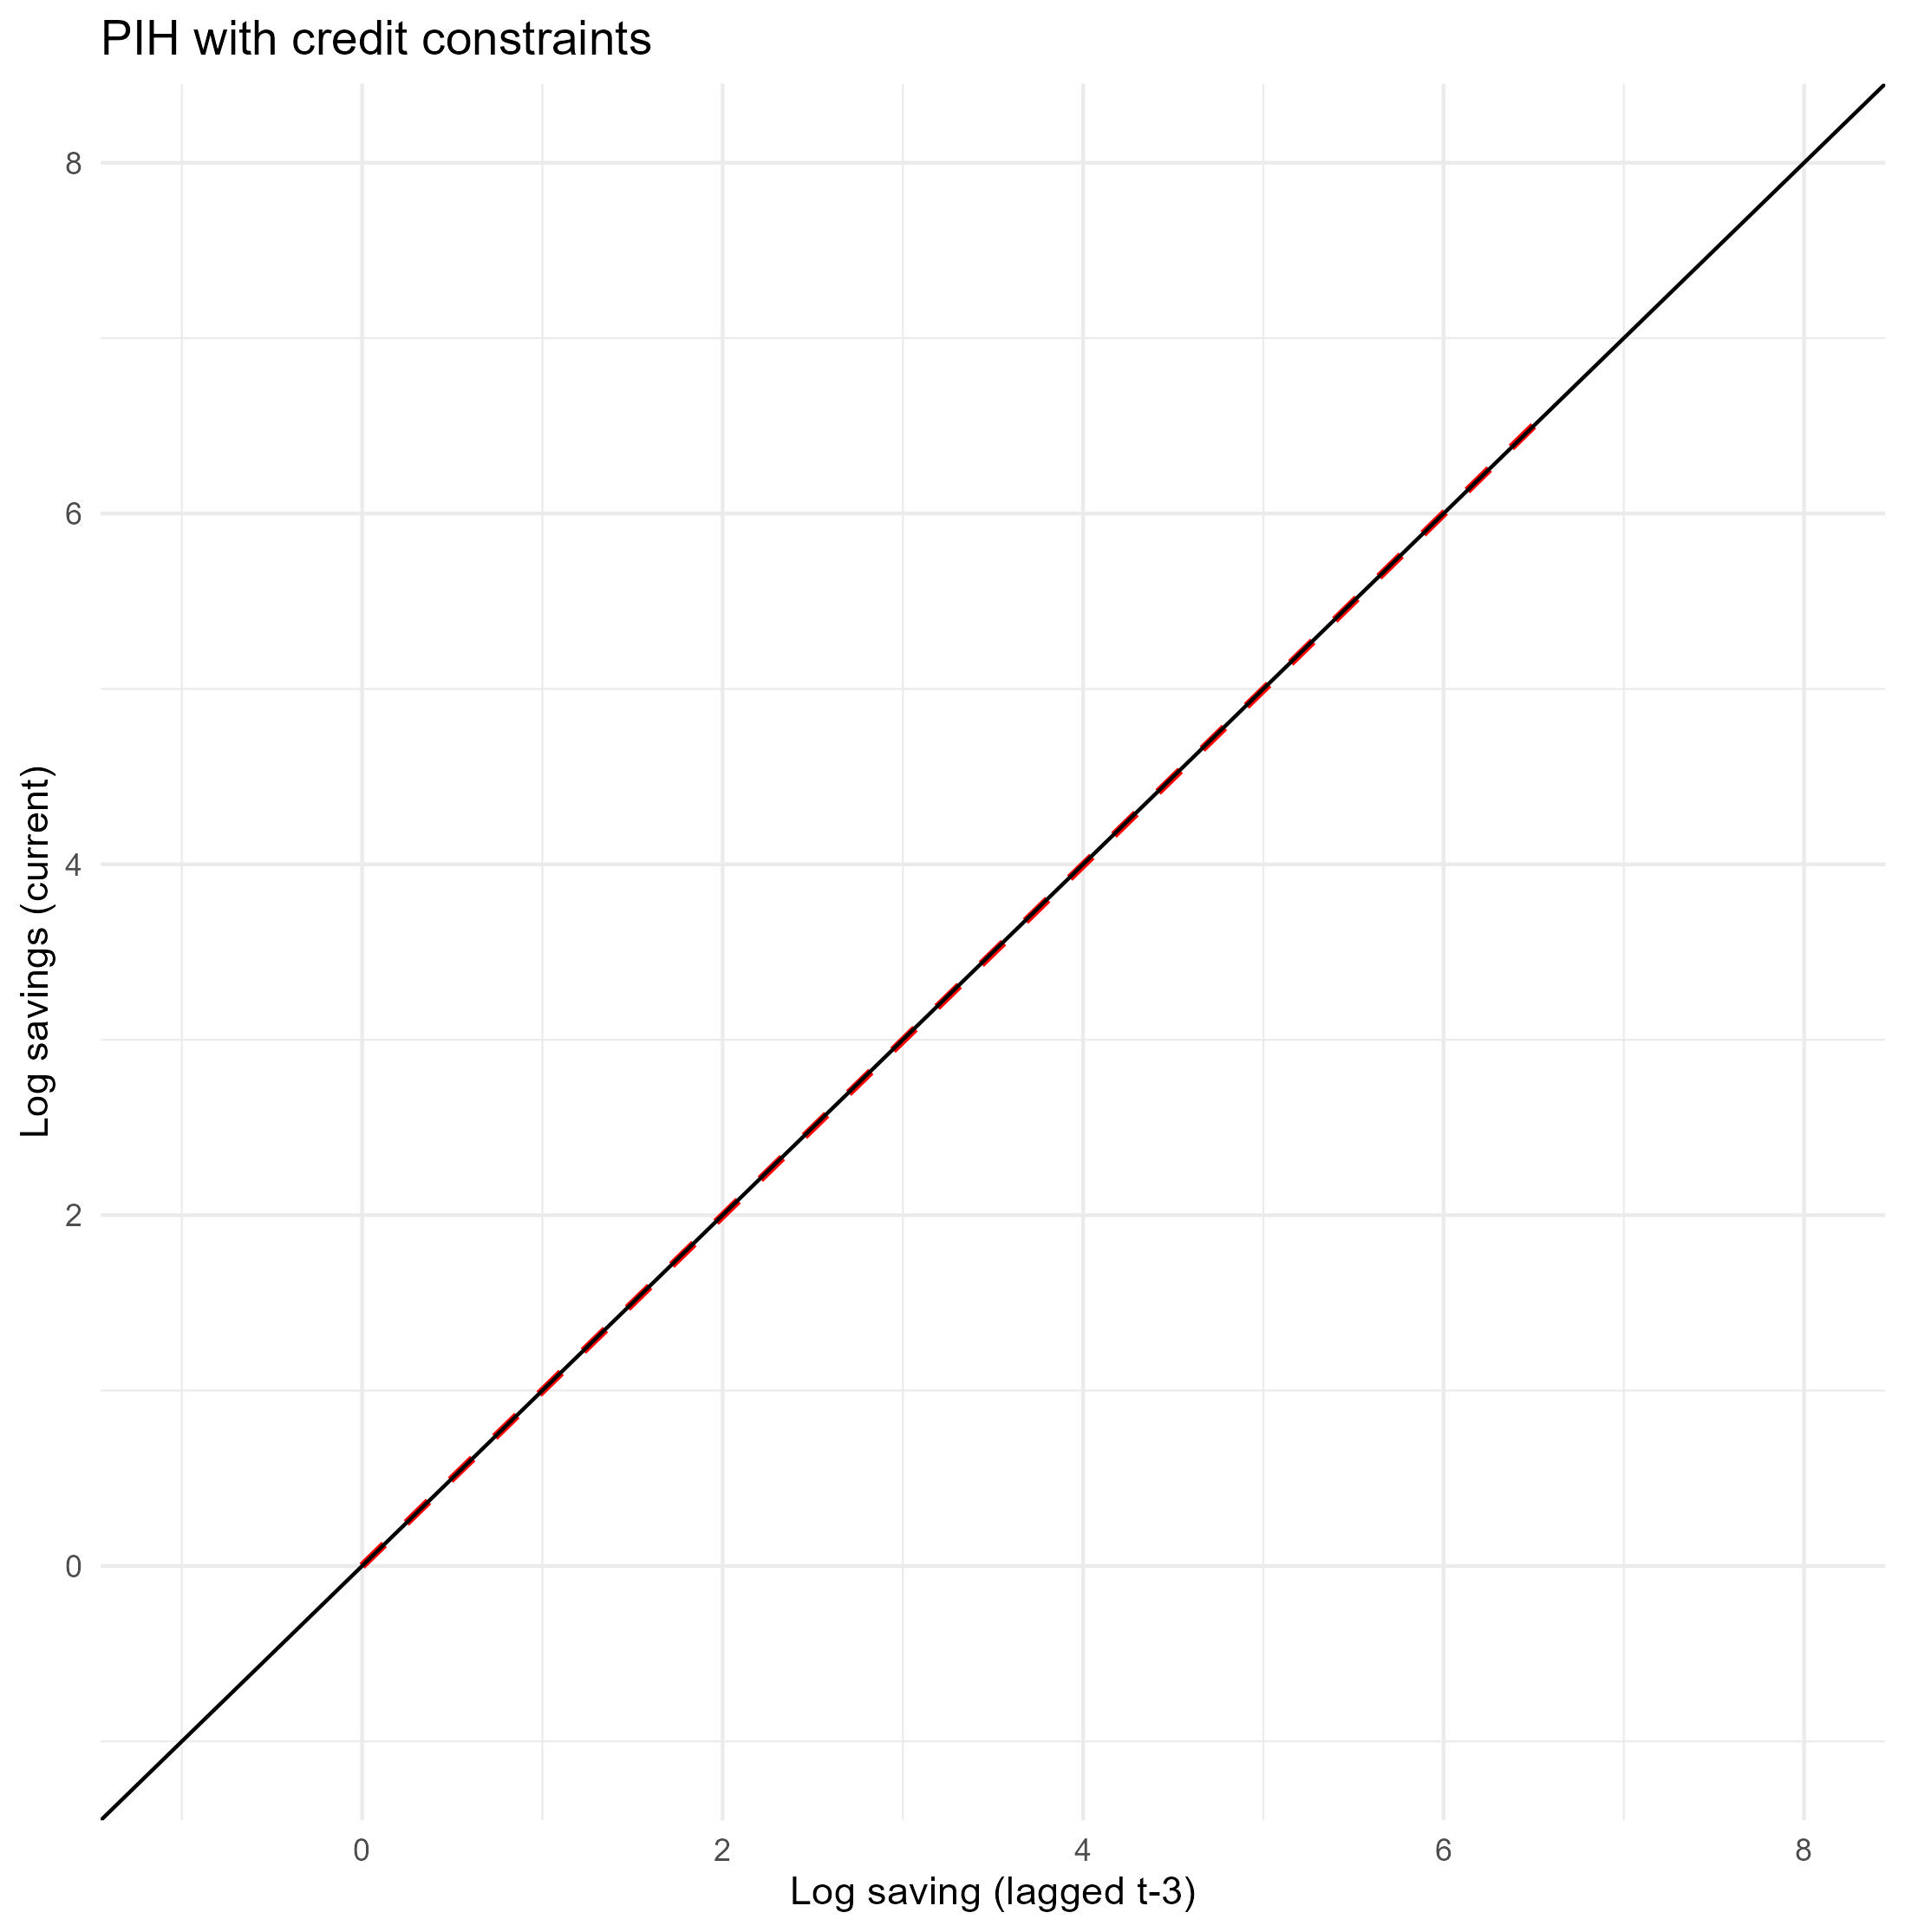 PIH with credit constraints
8
6
4
2
0
Log savings (current)
0 2 4 6 8
Log saving (lagged t-3)